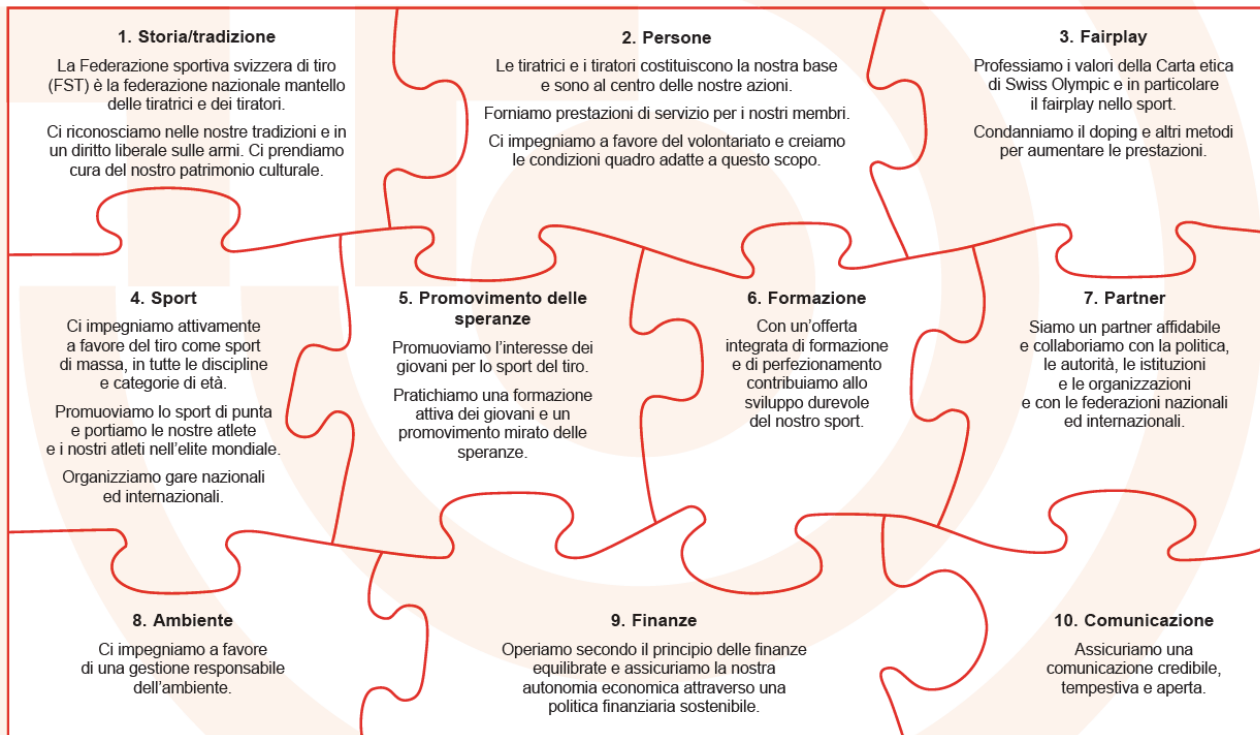 1. Storia/tradizione
La Federazione sportiva svizzera di tiro
(FST) è la federazione nazionale mantello
delle tiratrici e dei tiratori.
Ci riconosciamo nelle nostre tradizioni e in
un diritto liberale sulle armi. Ci prendiamo
cura del nostro patrimonio culturale.
2. Persone
Le tiratrici e i tiratori costituiscono la nostra base
e sono al centro delle nostre azioni.
Forniamo prestazioni di servizio per i nostri membri.
Ci impegniamo a favore del volontariato e creiamo
le condizioni quadro adatte a questo scopo.
3. Fairplay
Professiamo i valori della Carta etica
di Swiss Olympic e in particolare
il fairplay nello sport.
Condanniamo il doping e altri metodi
per aumentare le prestazioni.
4. Sport
Ci impegniamo attivamente
a favore del tiro come sport
di massa, in tutte le discipline
e categorie di età.
Promuoviamo lo sport di punta
e portiamo le nostre atlete
e i nostri atleti nell'elite mondiale.
Organizziamo gare nazionali
ed internazionali.
5. Promovimento delle
speranze
Promuoviamo l'interesse dei
giovani per lo sport del tiro.
Pratichiamo una formazione
attiva dei giovani e un
promovimento mirato delle
speranze.
6. Formazione
Con un'offerta
integrata di formazione
e di perfezionamento
contribuiamo allo
sviluppo durevole
del nostro sport.
7. Partner
Siamo un partner affidabile
e collaboriamo con la politica,
le autorità, le istituzioni
e le organizzazioni
e con le federazioni nazionali
ed internazionali.
8. Ambiente
Ci impegniamo a favore
di una gestione responsabile
dell'ambiente.
9. Finanze
Operiamo secondo il principio delle finanze
equilibrate e assicuriamo la nostra
autonomia economica attraverso una
politica finanziaria sostenibile.
10. Comunicazione
Assicuriamo una
comunicazione credibile,
tempestiva e aperta.